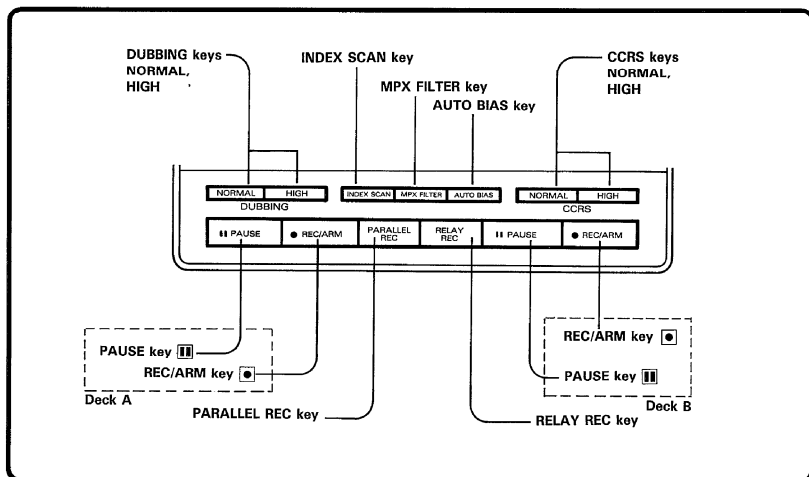 DUBBING keys
NORMAL,
HIGH
INDEX SCAN key
MPX FILTER key
AUTO BIAS key
CCRS keys
NORMAL,
HIGH
NORMAL HIGH
DUBBING
INDEX SCAN MPX FILTER AUTO BIAS
NORMAL HIGH
CCRS
PAUSE
REC/ARM
PARALLEL
REC
RELAY
REC
PAUSE
REC/ARM
PAUSE key
REC/ARM key
Deck A
PARALLEL REC key
REC/ARM key
PAUSE key
Deck B
RELAY REC key